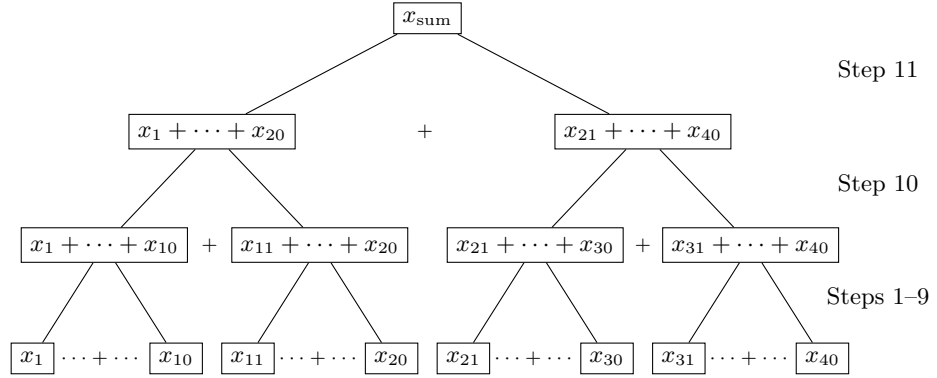 x_sum
Step 11
x_1 + ⋯ + x_20 + x_21 + ⋯ + x_40
Step 10
x_1 + ⋯ + x_10 + x_11 + ⋯ + x_20 x_21 + ⋯ + x_30 + x_31 + ⋯ + x_40
Steps 1–9
x_1 ⋯ + ⋯ x_10 x_11 ⋯ + ⋯ x_20 x_21 ⋯ + ⋯ x_30 x_31 ⋯ + ⋯ x_40